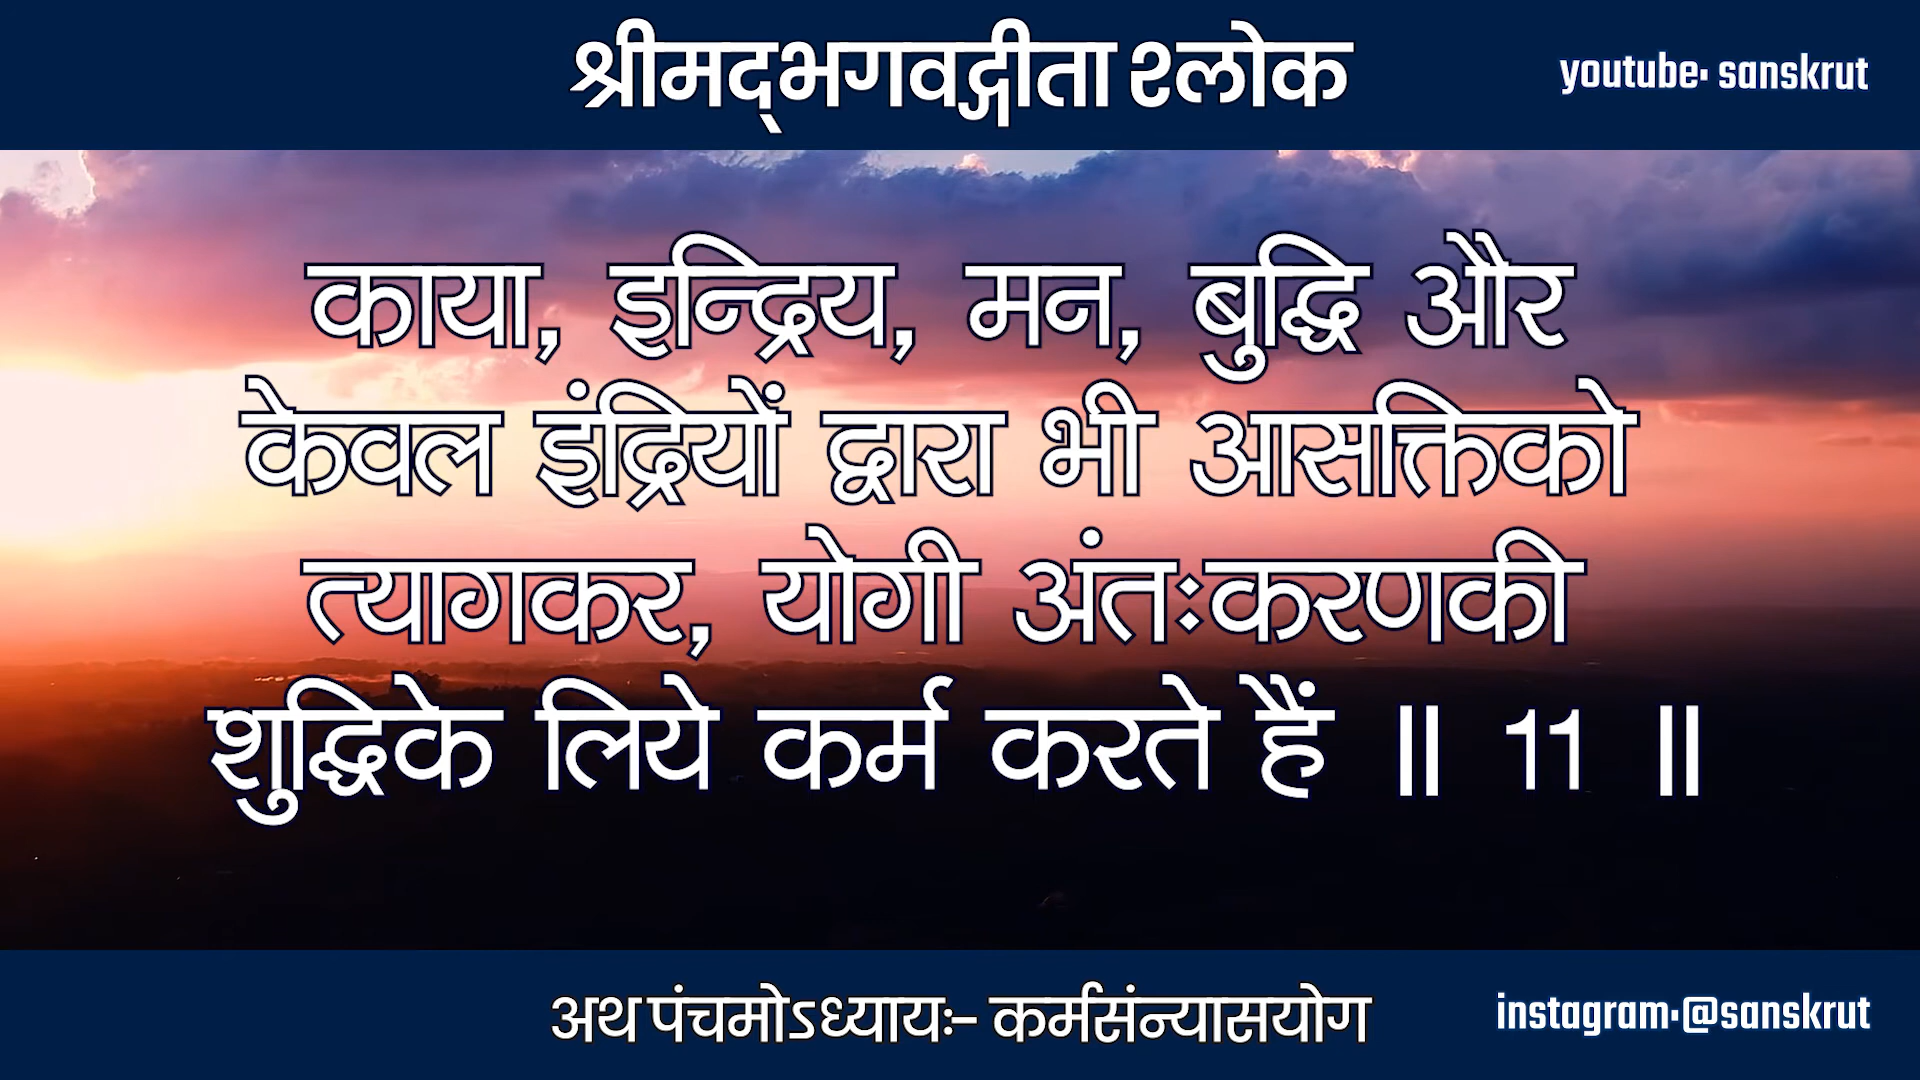 श्रीमद्‌भगवद्गीता श्लोक
youtube: sanskrut
काया, इन्द्रिय, मन, बुद्धि और
केवल इंद्रियों द्वारा भी आसक्तिको
त्यागकर, योगी अंतःकरणकी
शुद्धिके लिये कर्म करते हैं ॥ 11 ॥
अथ पंचमोऽध्यायः- कर्मसंन्यासयोग
instagram:@sanskrut